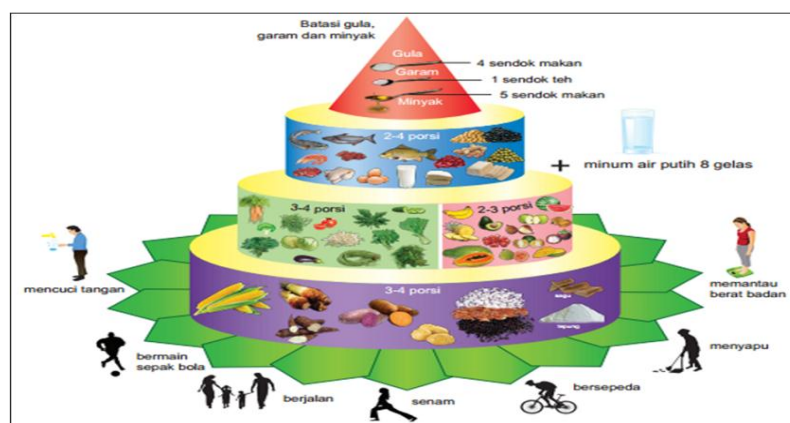 Batasi gula,
garam dan minyak
Gula
4 sendok makan
Garam
1 sendok teh
5 sendok makan
Minyak
2-4 porsi
+ minum air putih 8 gelas
3-4 porsi
2-3 porsi
mencuci tangan
memantau
berat badan
3-4 porsi
sagu
tepung
bermain
sepak bola
menyapu
berjalan
senam
bersepeda